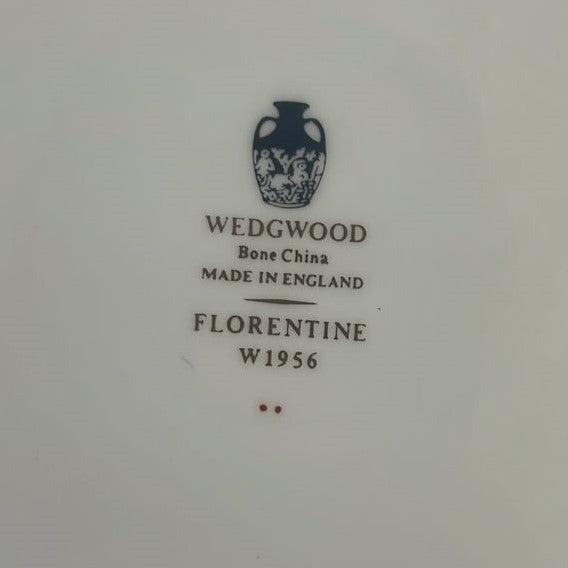 WEDGWOOD
Bone China
MADE IN ENGLAND
FLORENTINE
W1956